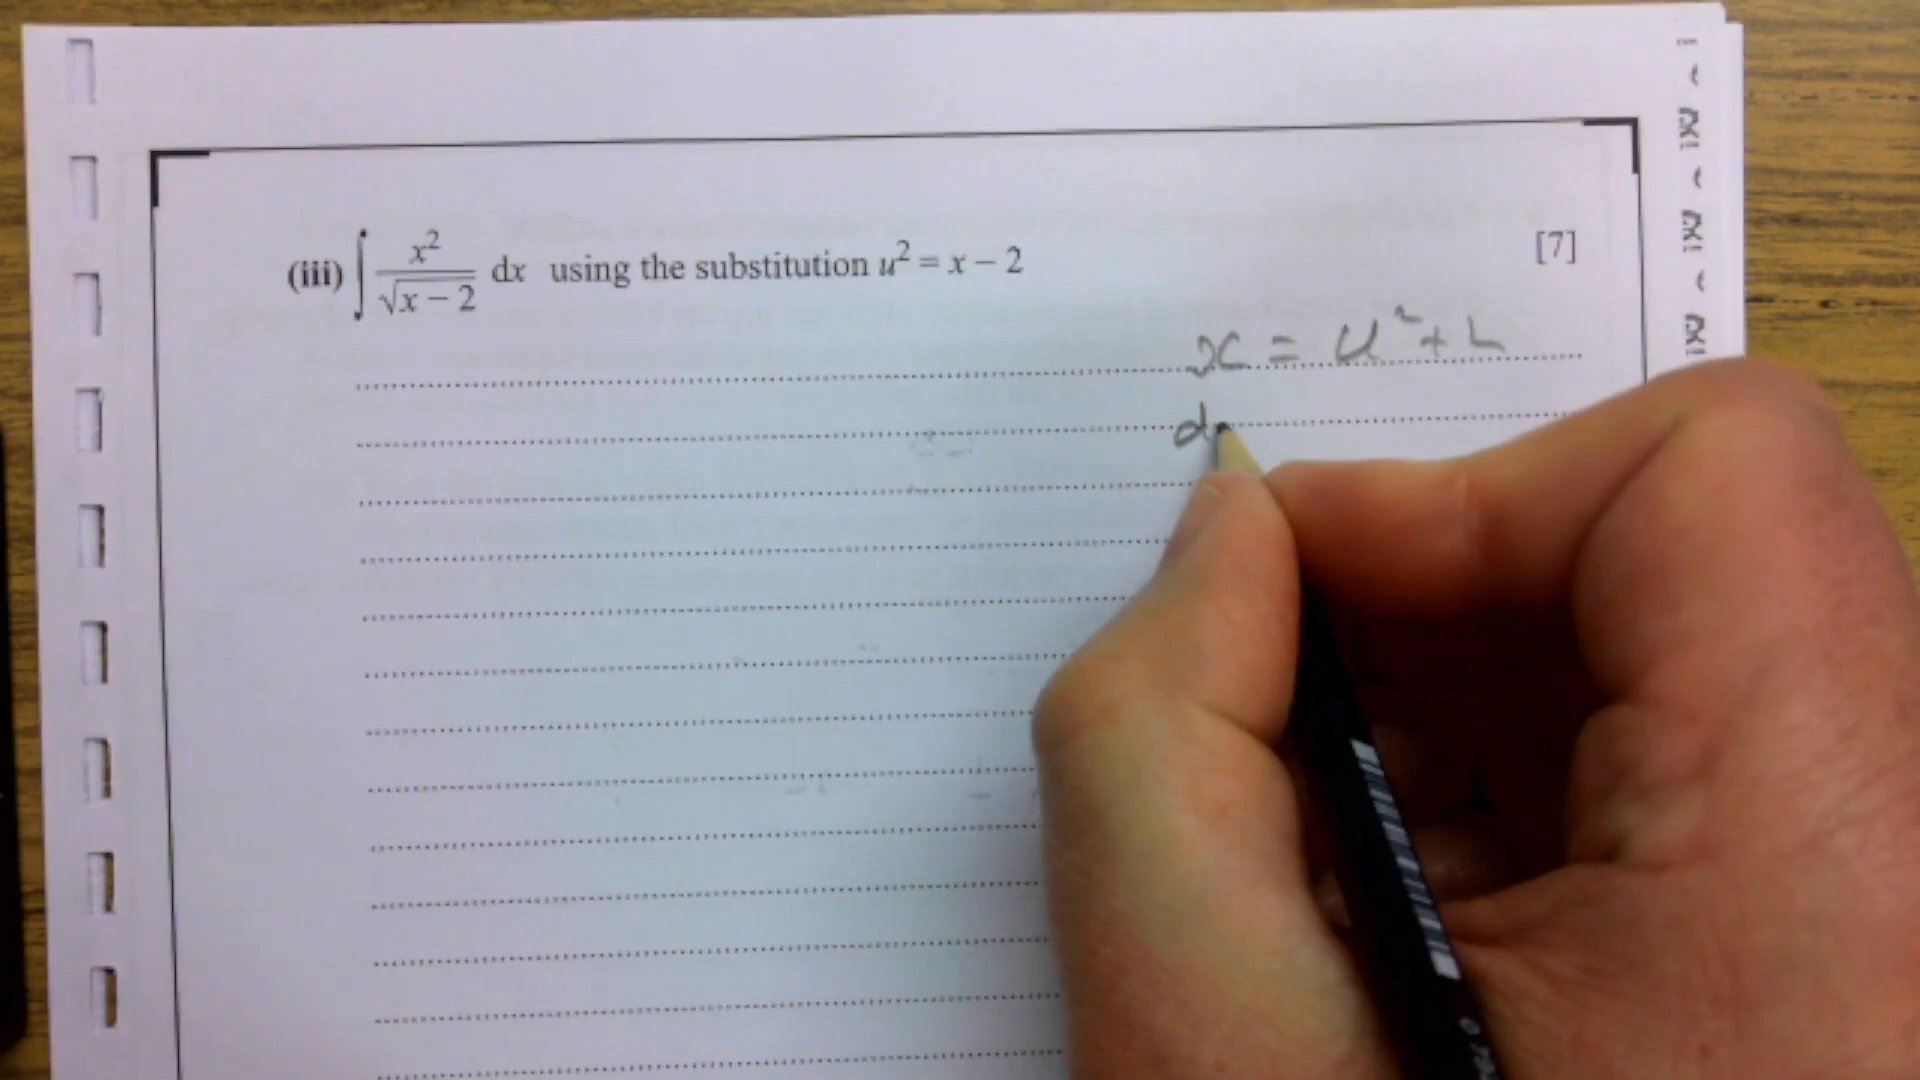 (iii) ∫ x²/√(x − 2) dx using the substitution u² = x − 2 [7]
x = u² + 2
d